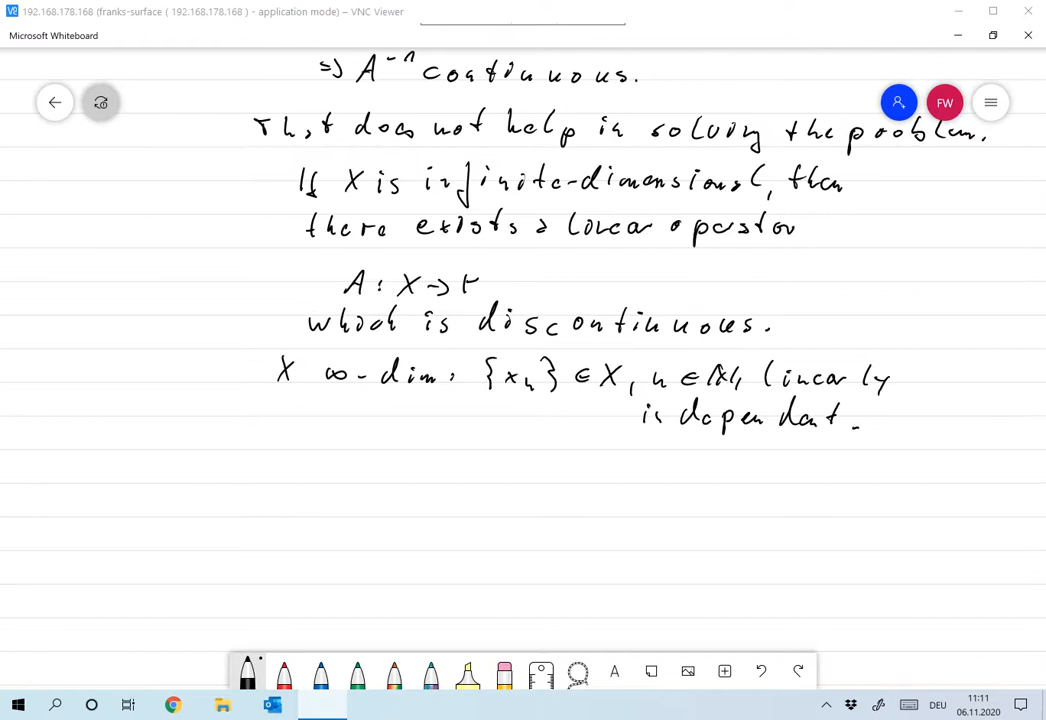 192.168.178.168 (franks-surface ( 192.168.178.168 ) - application mode) – VNC Viewer
Microsoft Whiteboard
FW
=> A⁻¹ continuous.
That does not help in solving the problem.
If X is infinite-dimensional, then
there exists a linear operator
A : X → Y
which is discontinuous.
X ∞-dim, {xₙ} ∈ X, n ∈ ℕ, linearly
independent.
A
DEU
11:11
06.11.2020